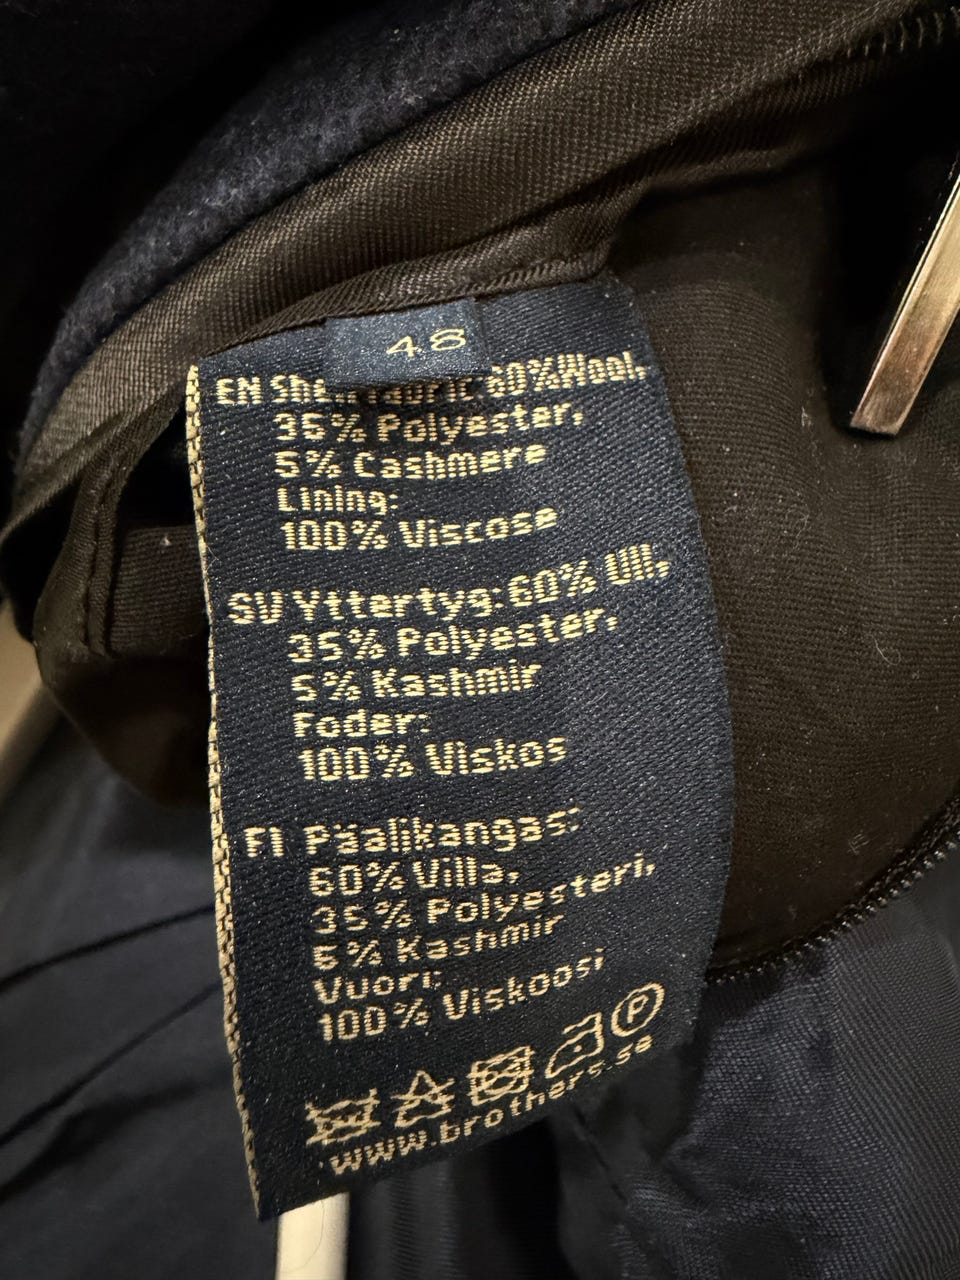 48
EN Shell fabric:60%Wool,
35% Polyester,
5% Cashmere
Lining:
100% Viscose
SV Yttertyg:60% Ull,
35% Polyester,
5% Kashmir
Foder:
100% Viskos
FI Päälikangas:
60% Villa,
35% Polyesteri,
5% Kashmir
Vuori:
100% Viskoosi
P
www.brothers.se